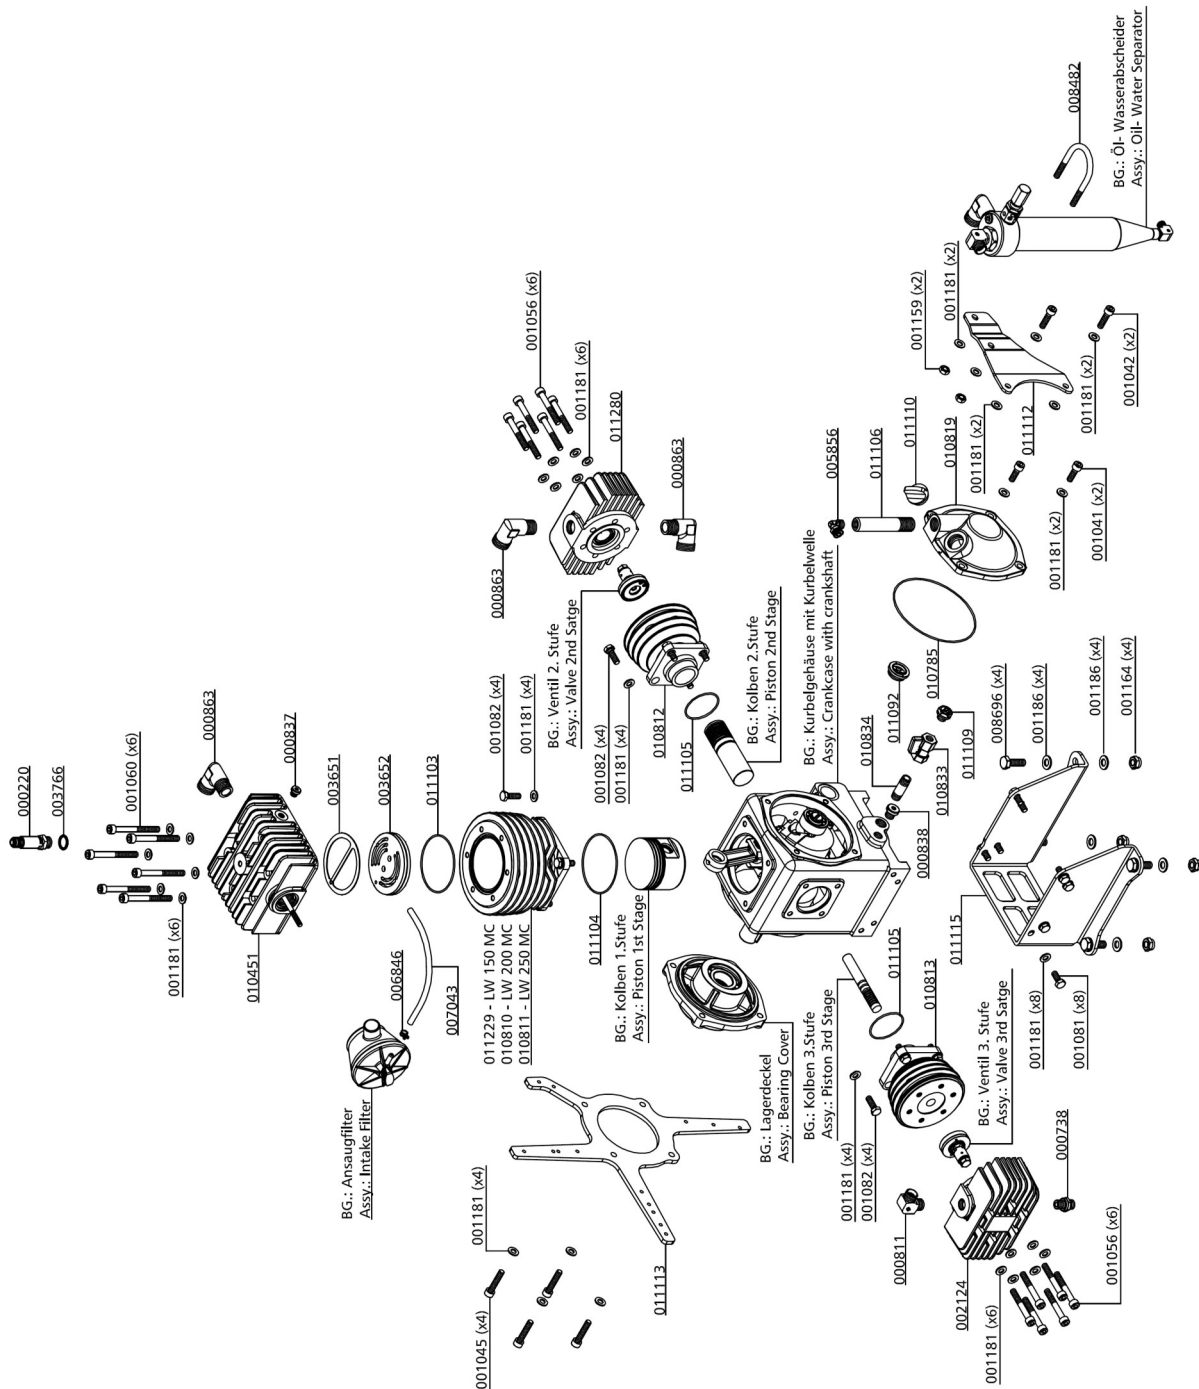 000220
003766
001060 (x6)
000863
000837
003651
003652
011103
001082 (x4)
001181 (x4)
001181 (x6)
010451
006846
007043
BG.: Ansaugfilter
Assy.: Intake Filter
011229 - LW 150 MC
010810 - LW 200 MC
010811 - LW 250 MC
011104
BG.: Kolben 1.Stufe
Assy.: Piston 1st Stage
001056 (x6)
001181 (x6)
011280
000863
000863
BG.: Ventil 2. Stufe
Assy.: Valve 2nd Satge
001082 (x4)
001181 (x4)
010812
011105
BG.: Kolben 2.Stufe
Assy.: Piston 2nd Stage
BG.: Kurbelgehäuse mit Kurbelwelle
Assy.: Crankcase with crankshaft
005856
011106
011110
010819
001181 (x2)
011112
001159 (x2)
001181 (x2)
001181 (x2)
001042 (x2)
001181 (x2)
001041 (x2)
008482
BG.: Öl- Wasserabscheider
Assy.: Oil- Water Separator
010834
011092
010785
010833
011109
000838
008696 (x4)
001186 (x4)
001186 (x4)
001164 (x4)
011115
001181 (x8)
001081 (x8)
BG.: Lagerdeckel
Assy.: Bearing Cover
BG.: Kolben 3.Stufe
Assy.: Piston 3rd Stage
011105
010813
001181 (x4)
001082 (x4)
BG.: Ventil 3. Stufe
Assy.: Valve 3rd Satge
000811
000738
002124
001181 (x6)
001056 (x6)
001181 (x4)
001045 (x4)
011113